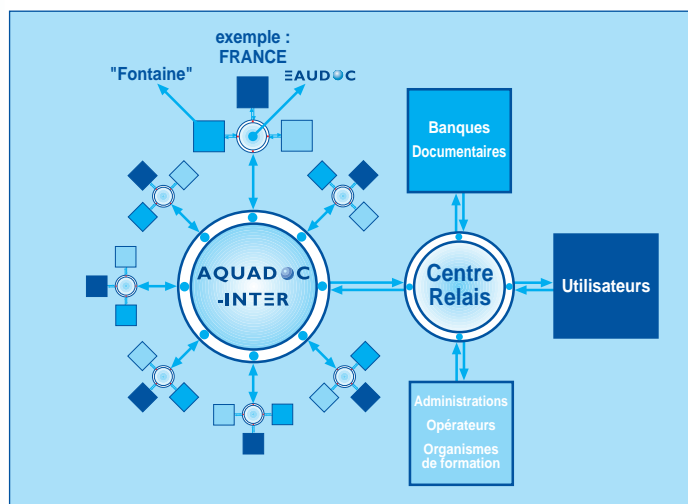 exemple :
FRANCE
"Fontaine"
EAUDOC
Banques
Documentaires
AQUADOC
-INTER
Centre
Relais
Utilisateurs
Administrations
Opérateurs
Organismes
de formation